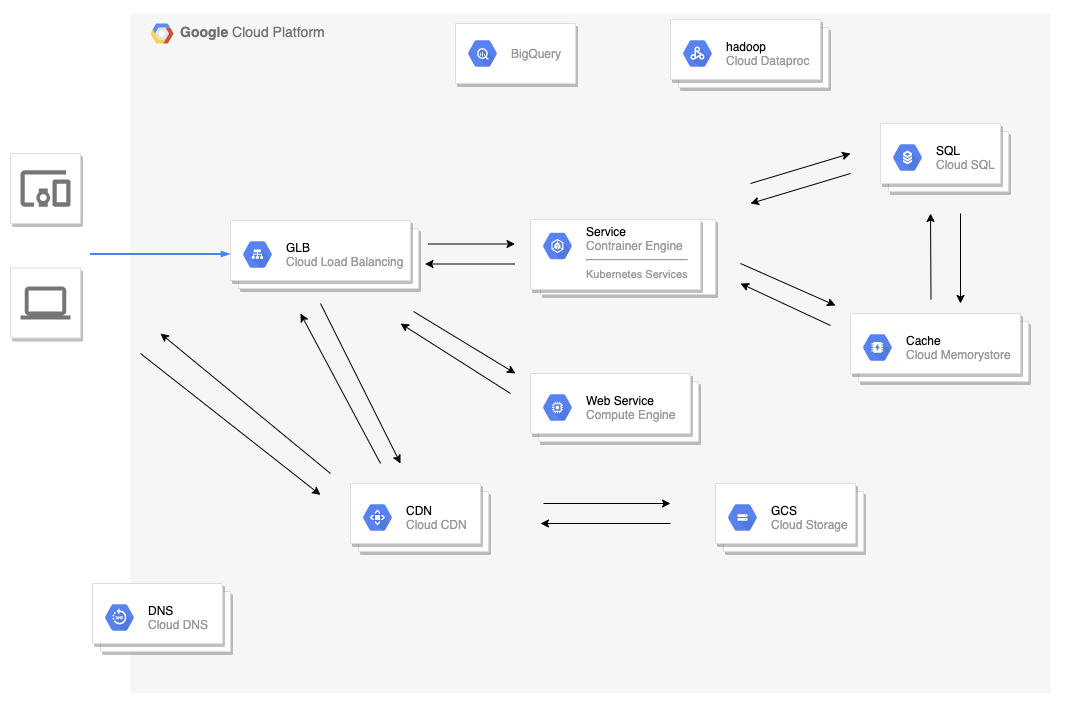 Google Cloud Platform
BigQuery
hadoop
Cloud Dataproc
SQL
Cloud SQL
GLB
Cloud Load Balancing
Service
Contrainer Engine
Kubernetes Services
Cache
Cloud Memorystore
Web Service
Compute Engine
CDN
Cloud CDN
GCS
Cloud Storage
DNS
DNS
Cloud DNS